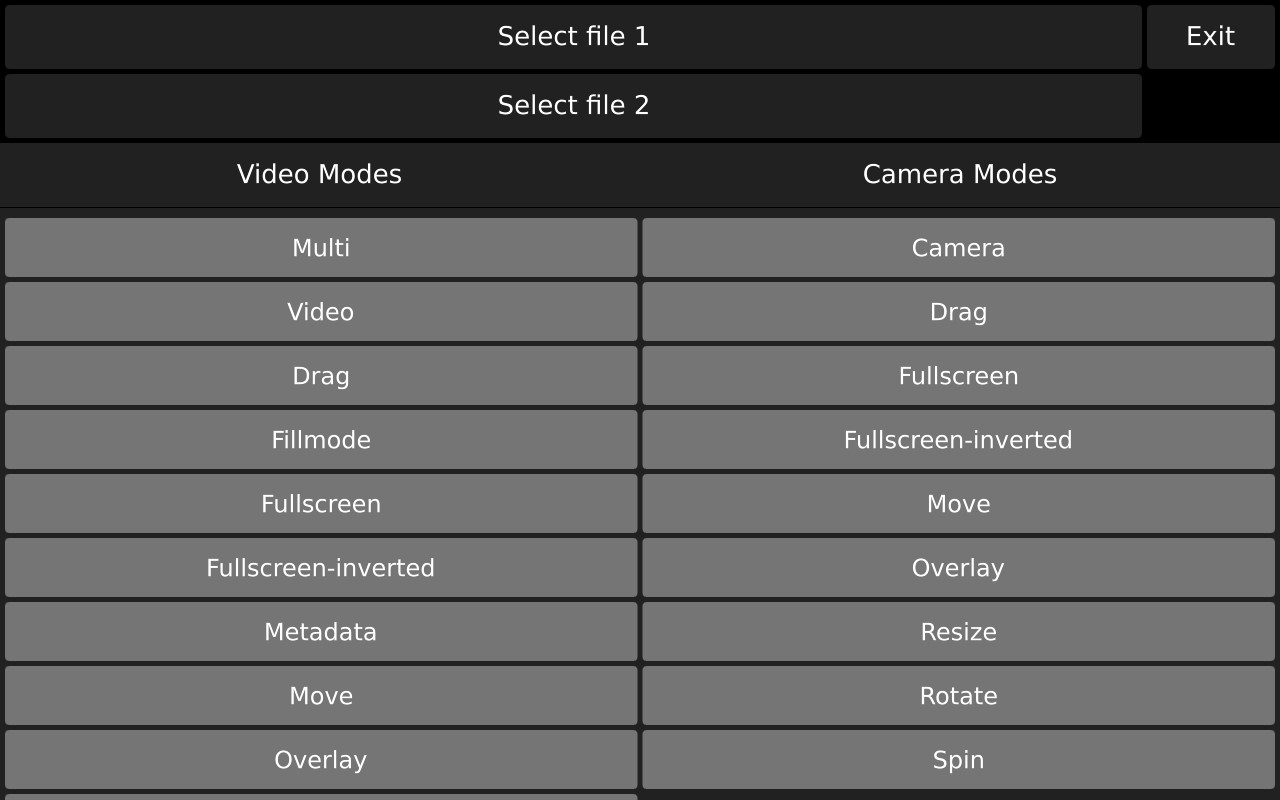 Select file 1
Exit
Select file 2
Video Modes
Camera Modes
Multi
Camera
Video
Drag
Drag
Fullscreen
Fillmode
Fullscreen-inverted
Fullscreen
Move
Fullscreen-inverted
Overlay
Metadata
Resize
Move
Rotate
Overlay
Spin